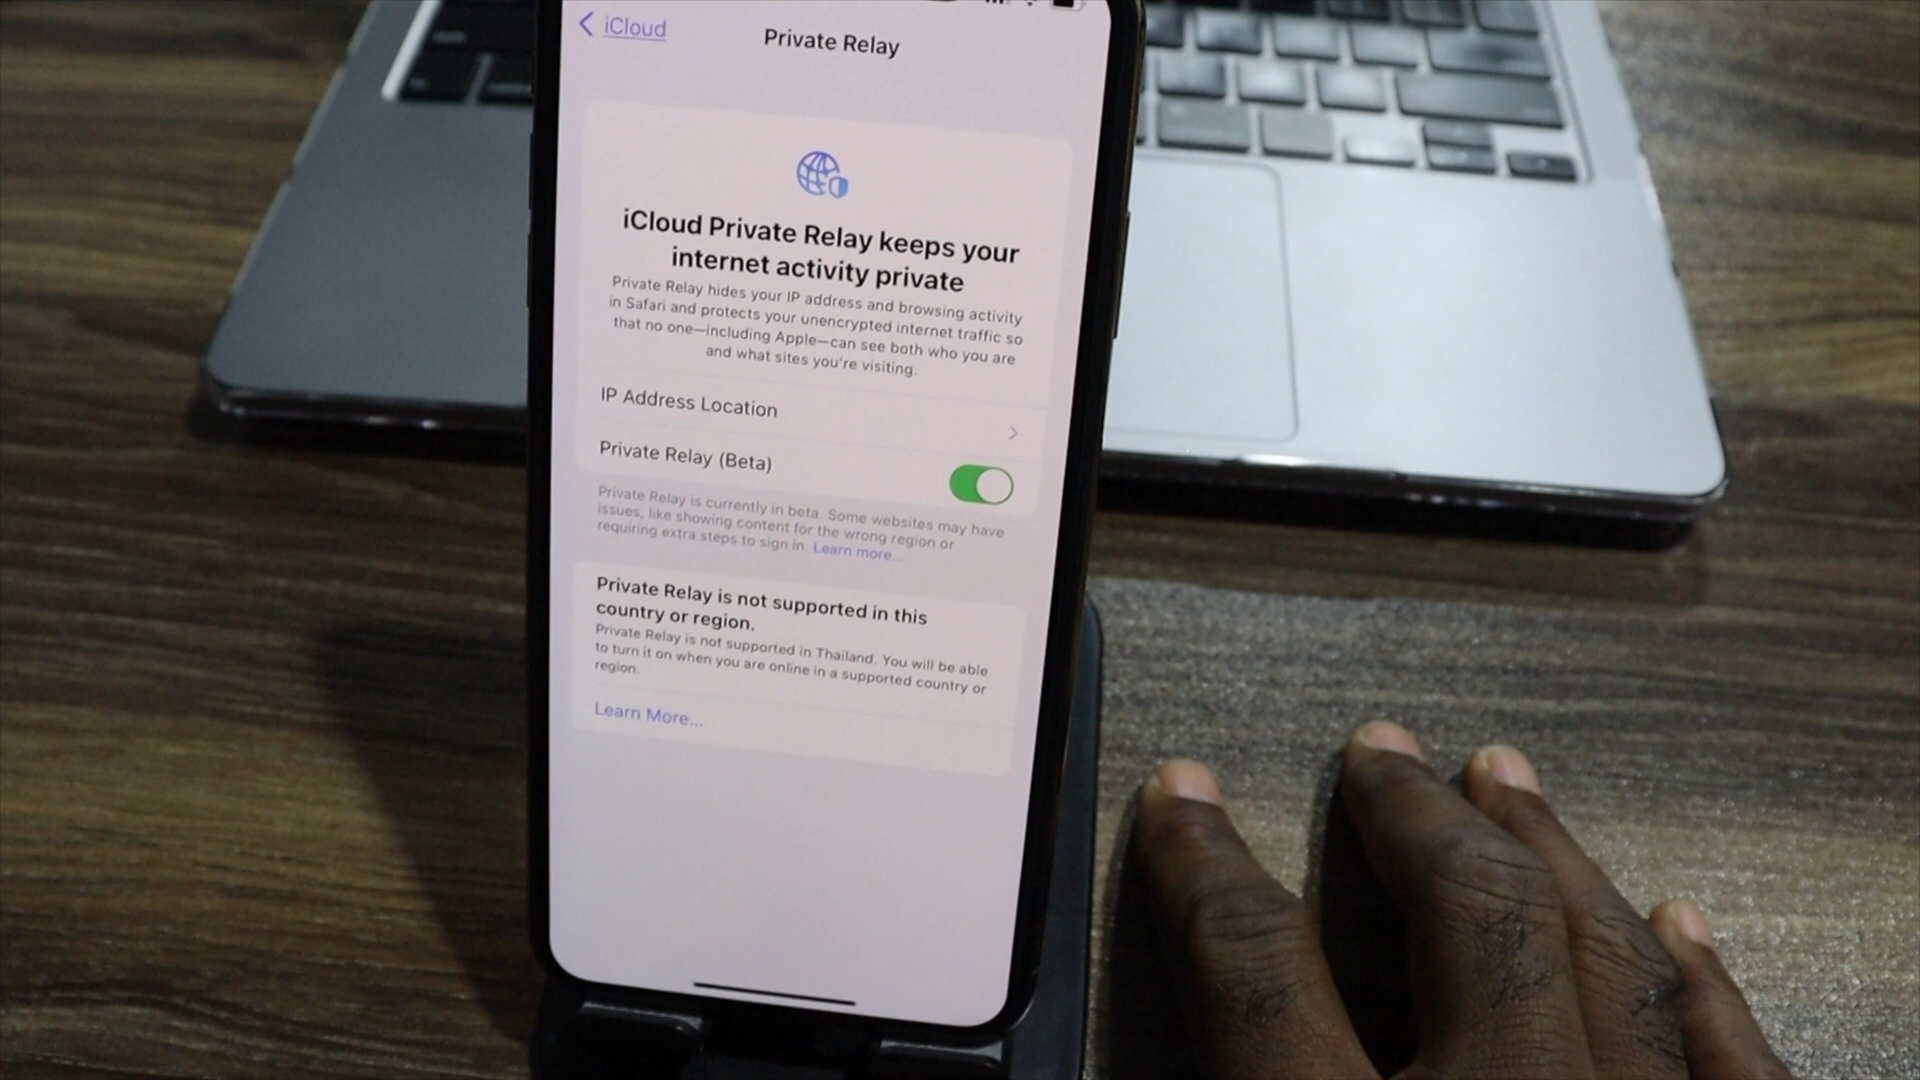 iCloud
Private Relay
iCloud Private Relay keeps your
internet activity private
Private Relay hides your IP address and browsing activity
in Safari and protects your unencrypted internet traffic so
that no one—including Apple—can see both who you are
and what sites you're visiting.
IP Address Location
Private Relay (Beta)
Private Relay is currently in beta. Some websites may have
issues, like showing content for the wrong region or
requiring extra steps to sign in. Learn more...
Private Relay is not supported in this
country or region.
Private Relay is not supported in Thailand. You will be able
to turn it on when you are online in a supported country or
region.
Learn More...